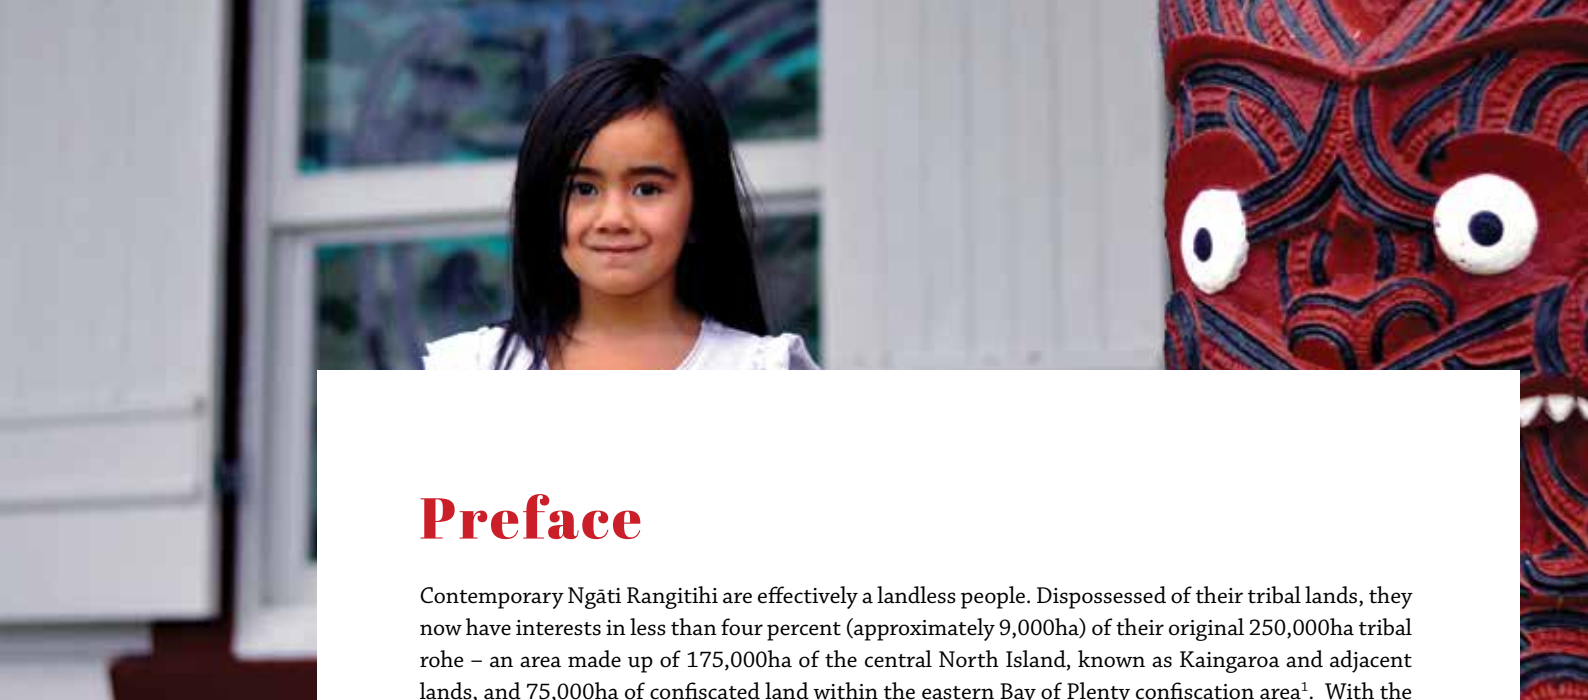 Preface
Contemporary Ngāti Rangitihi are effectively a landless people. Dispossessed of their tribal lands, they
now have interests in less than four percent (approximately 9,000ha) of their original 250,000ha tribal
rohe – an area made up of 175,000ha of the central North Island, known as Kaingaroa and adjacent
lands, and 75,000ha of confiscated land within the eastern Bay of Plenty confiscation area¹.  With the